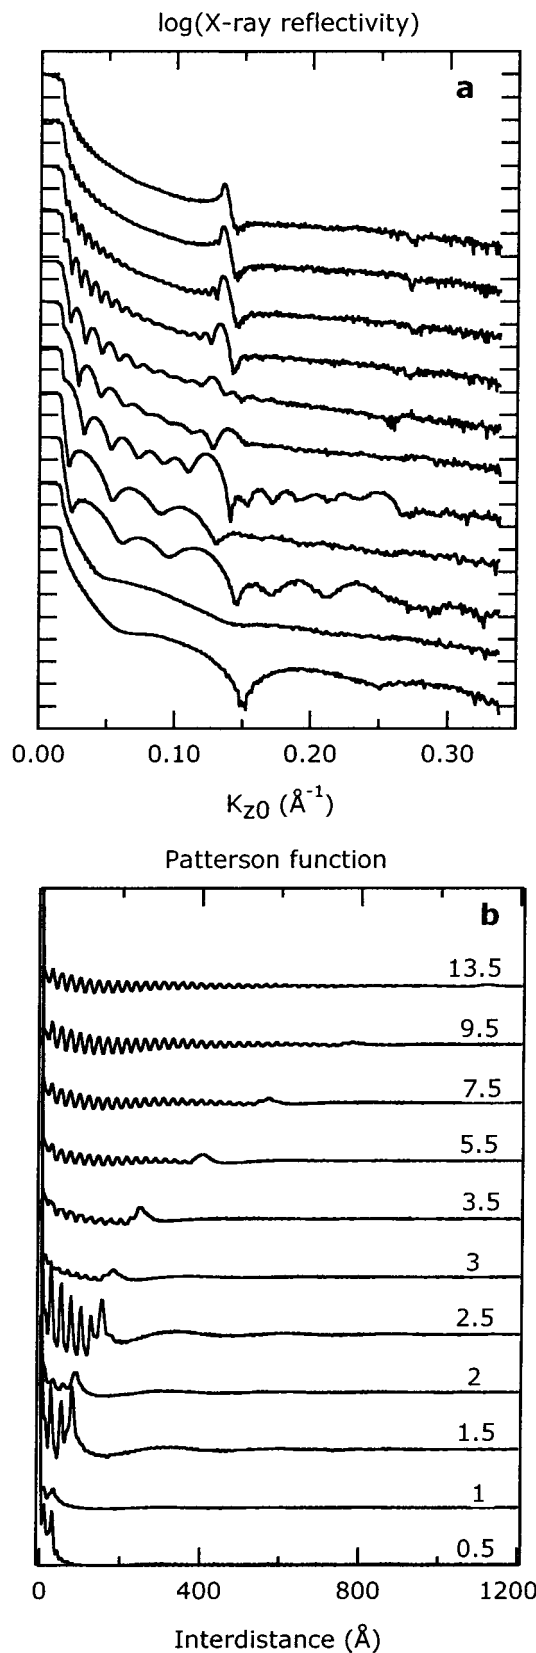 log(X-ray reflectivity)
a
0.00 0.10 0.20 0.30
Kz0 (Å-1)
Patterson function
b
13.5
9.5
7.5
5.5
3.5
3
2.5
2
1.5
1
0.5
0 400 800 1200
Interdistance (Å)